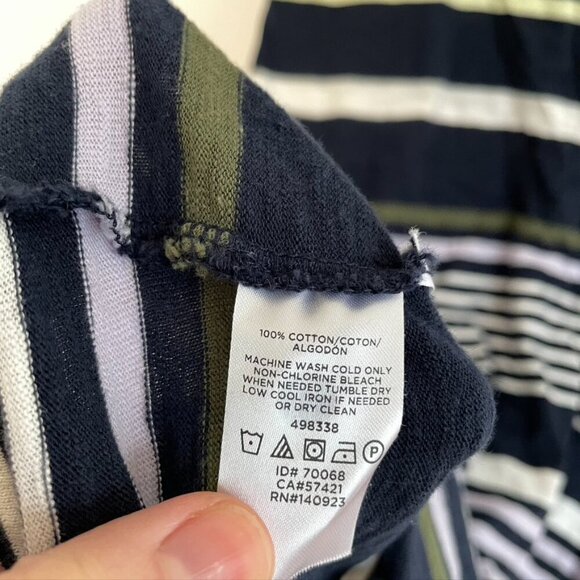 100% COTTON/COTON/
ALGODÓN
MACHINE WASH COLD ONLY
NON-CHLORINE BLEACH
WHEN NEEDED TUMBLE DRY
LOW COOL IRON IF NEEDED
OR DRY CLEAN
498338
P
ID# 70068
CA#57421
RN#140923